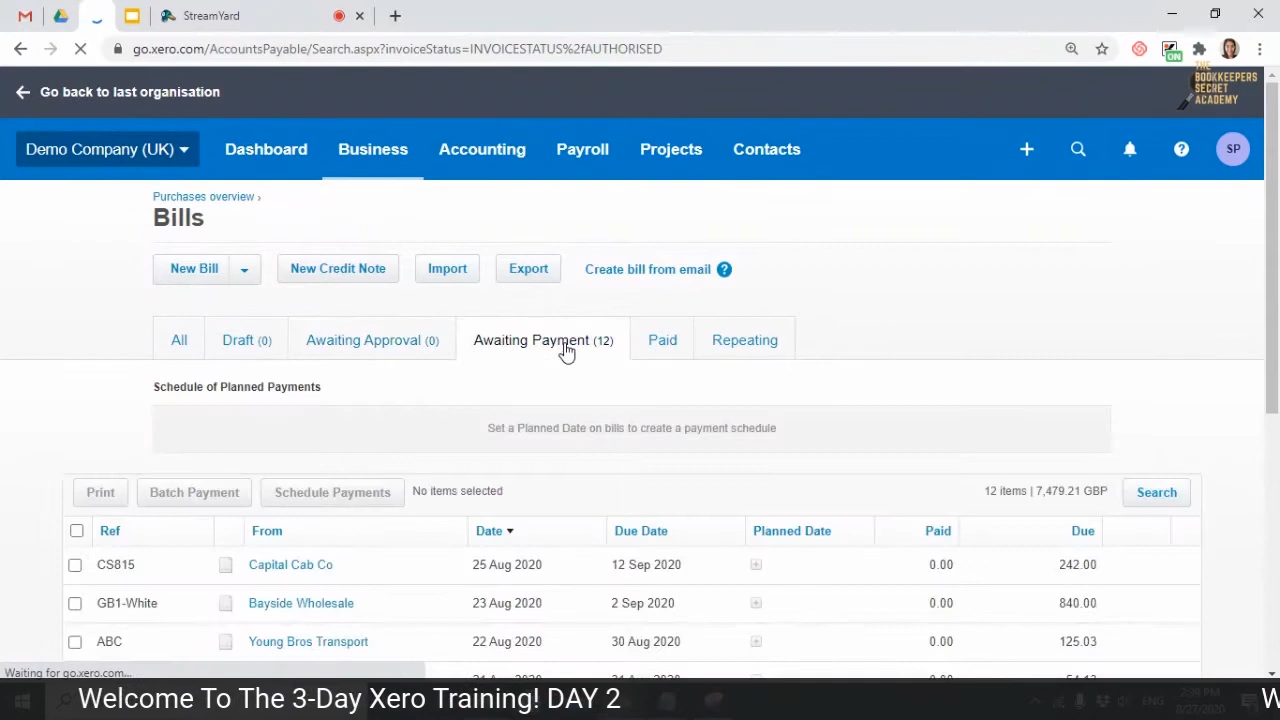 StreamYard
go.xero.com/AccountsPayable/Search.aspx?invoiceStatus=INVOICESTATUS%2fAUTHORISED
ON
Go back to last organisation
THE
BOOKKEEPERS
SECRET
ACADEMY
Demo Company (UK) Dashboard Business Accounting Payroll Projects Contacts SP
Purchases overview ›
Bills
New Bill New Credit Note Import Export Create bill from email ?
All Draft (0) Awaiting Approval (0) Awaiting Payment (12) Paid Repeating
Schedule of Planned Payments
Set a Planned Date on bills to create a payment schedule
Print Batch Payment Schedule Payments No items selected 12 items | 7,479.21 GBP Search
Ref From Date Due Date Planned Date Paid Due
CS815 Capital Cab Co 25 Aug 2020 12 Sep 2020 0.00 242.00
GB1-White Bayside Wholesale 23 Aug 2020 2 Sep 2020 0.00 840.00
ABC Young Bros Transport 22 Aug 2020 30 Aug 2020 0.00 125.03
Waiting for go.xero.com...
Welcome To The 3-Day Xero Training! DAY 2 W
ENG
8/27/2020